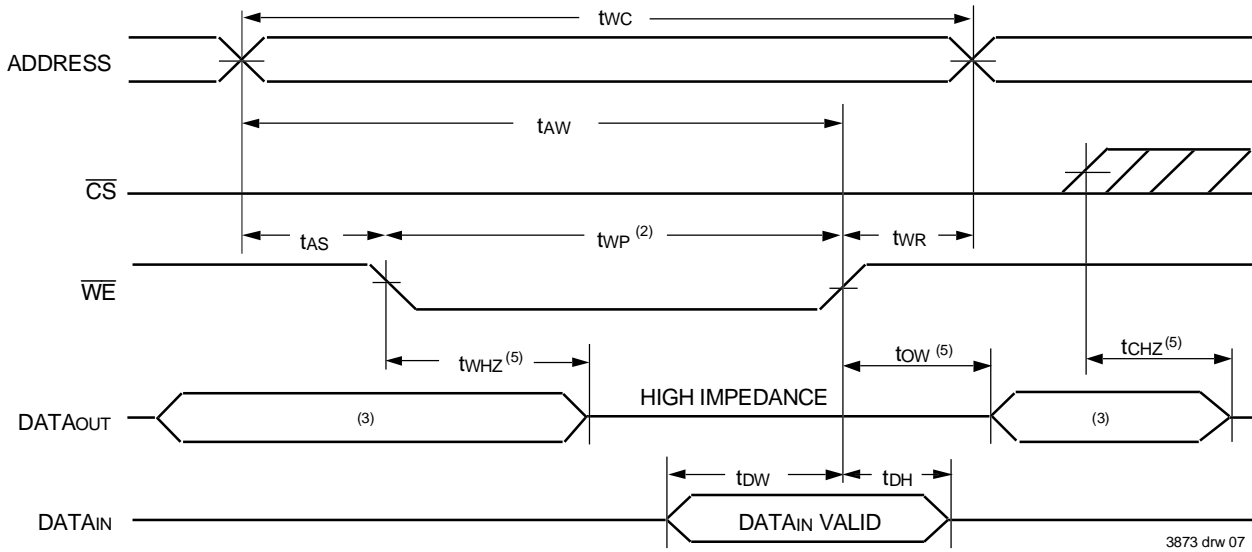 tWC
ADDRESS
tAW
CS
tAS
tWP (2)
tWR
WE
tWHZ (5)
tOW (5)
tCHZ (5)
DATAOUT
(3)
HIGH IMPEDANCE
(3)
tDW
tDH
DATAIN
DATAIN VALID
3873 drw 07